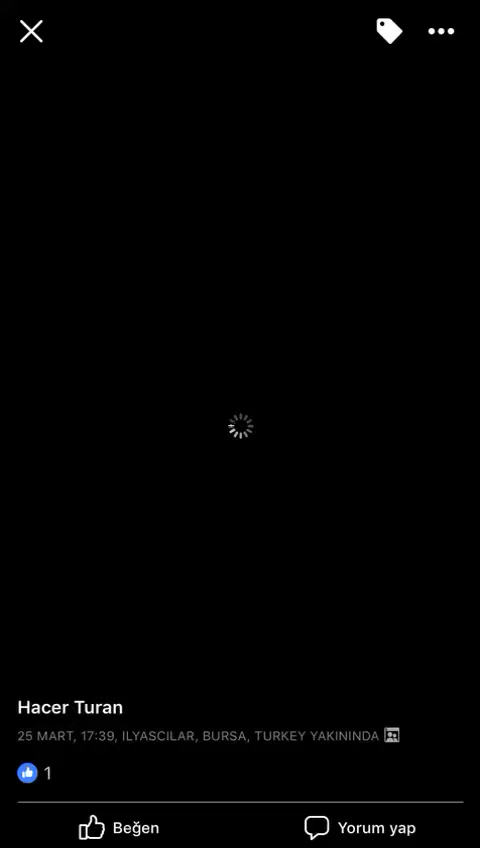 Hacer Turan
25 MART, 17:39, ILYASCILAR, BURSA, TURKEY YAKININDA
1
Beğen
Yorum yap